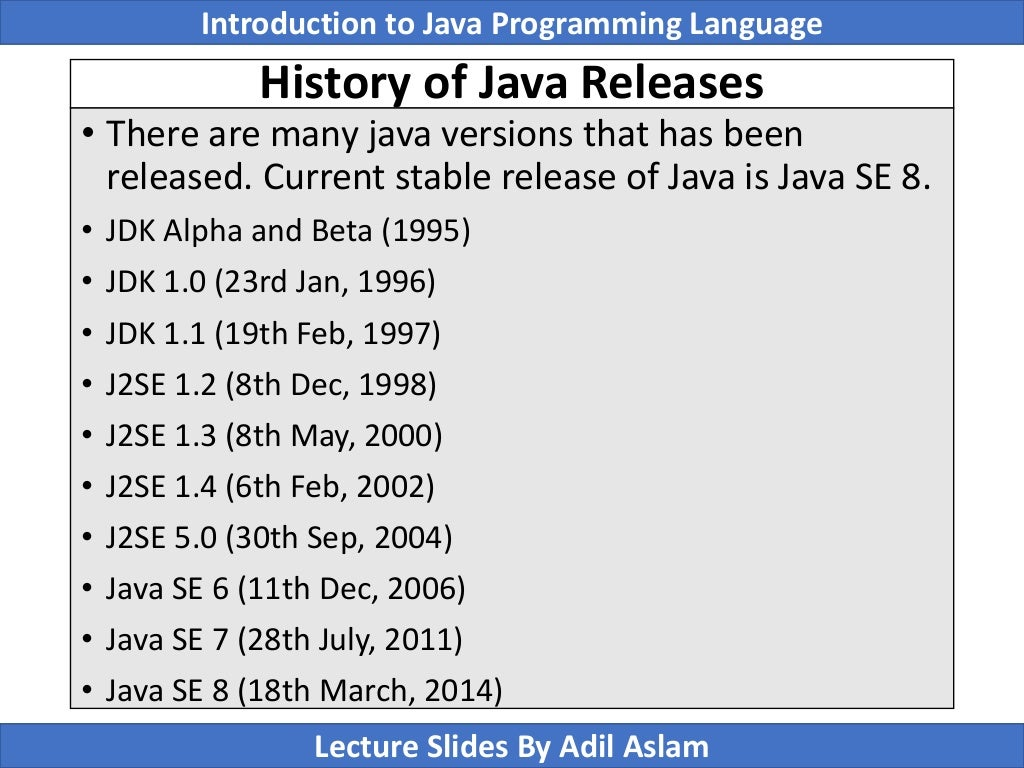 Introduction to Java Programming Language
History of Java Releases
• There are many java versions that has been
released. Current stable release of Java is Java SE 8.
• JDK Alpha and Beta (1995)
• JDK 1.0 (23rd Jan, 1996)
• JDK 1.1 (19th Feb, 1997)
• J2SE 1.2 (8th Dec, 1998)
• J2SE 1.3 (8th May, 2000)
• J2SE 1.4 (6th Feb, 2002)
• J2SE 5.0 (30th Sep, 2004)
• Java SE 6 (11th Dec, 2006)
• Java SE 7 (28th July, 2011)
• Java SE 8 (18th March, 2014)
Lecture Slides By Adil Aslam